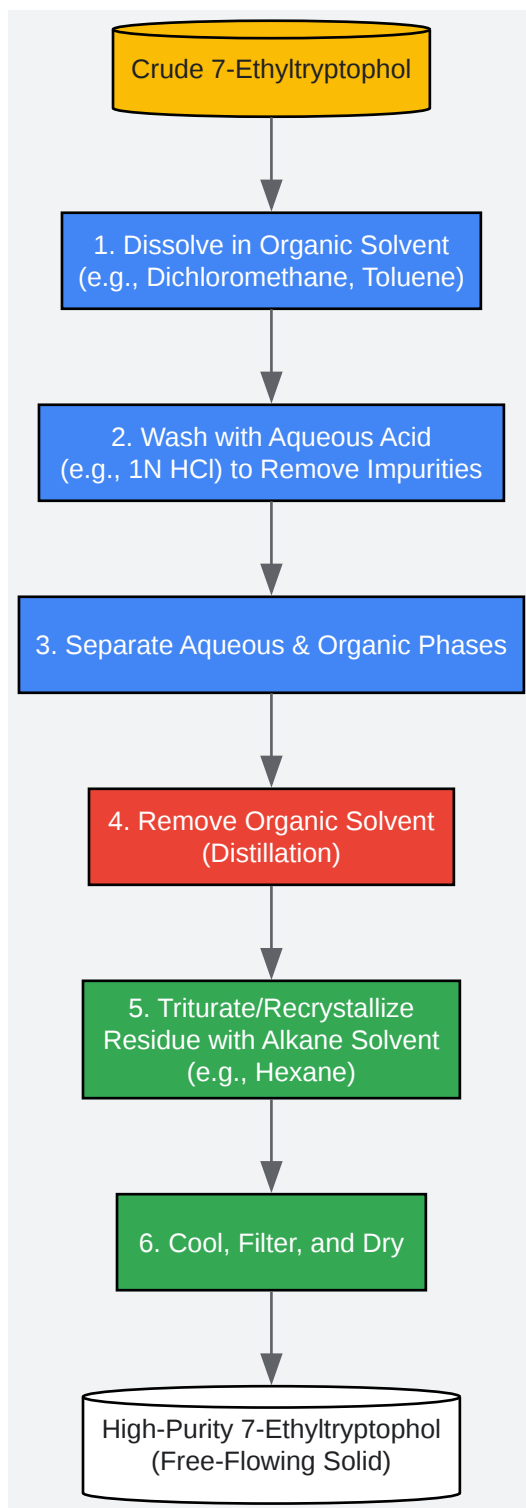 Crude 7-Ethyltryptophol
1. Dissolve in Organic Solvent
(e.g., Dichloromethane, Toluene)
2. Wash with Aqueous Acid
(e.g., 1N HCl) to Remove Impurities
3. Separate Aqueous & Organic Phases
4. Remove Organic Solvent
(Distillation)
5. Triturate/Recrystallize
Residue with Alkane Solvent
(e.g., Hexane)
6. Cool, Filter, and Dry
High-Purity 7-Ethyltryptophol
(Free-Flowing Solid)